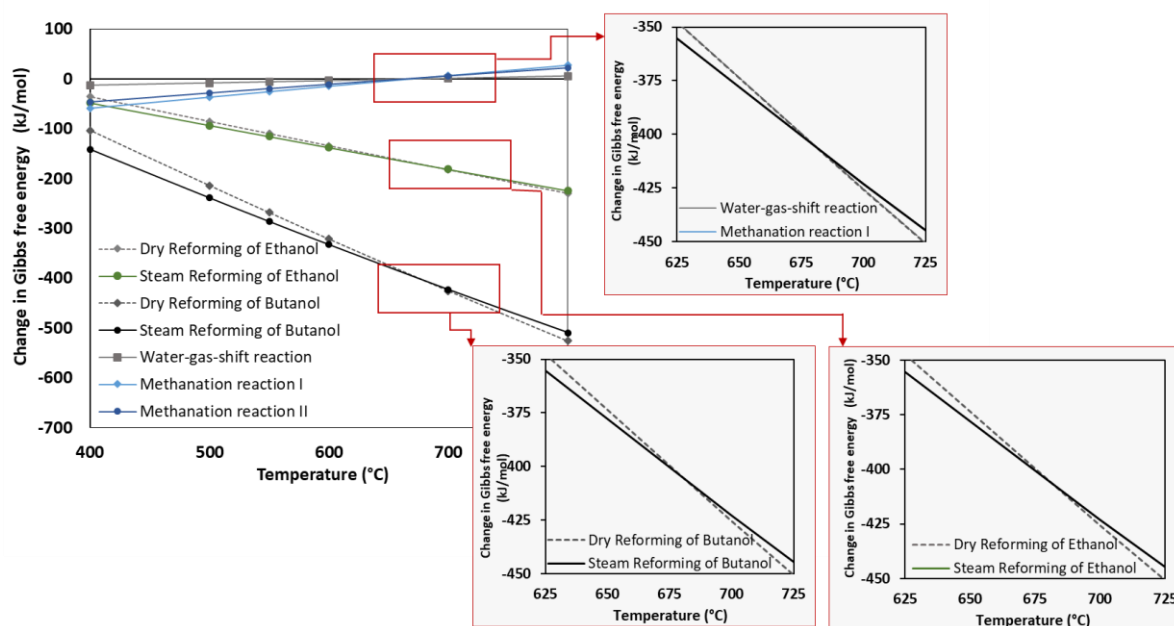 100
0
-100
-200
-300
-400
-500
-600
-700
Change in Gibbs free energy (kJ/mol)
Dry Reforming of Ethanol
Steam Reforming of Ethanol
Dry Reforming of Butanol
Steam Reforming of Butanol
Water-gas-shift reaction
Methanation reaction I
Methanation reaction II
400
500
600
700
Temperature (°C)
-350
-375
-400
-425
-450
Change in Gibbs free energy
(kJ/mol)
Water-gas-shift reaction
Methanation reaction I
625
650
675
700
725
Temperature (°C)
-350
-375
-400
-425
-450
Change in Gibbs free energy
(kJ/mol)
Dry Reforming of Butanol
Steam Reforming of Butanol
625
650
675
700
725
Temperature (°C)
-350
-375
-400
-425
-450
Change in Gibbs free energy (kJ/mol)
Dry Reforming of Ethanol
Steam Reforming of Ethanol
625
650
675
700
725
Temperature (°C)